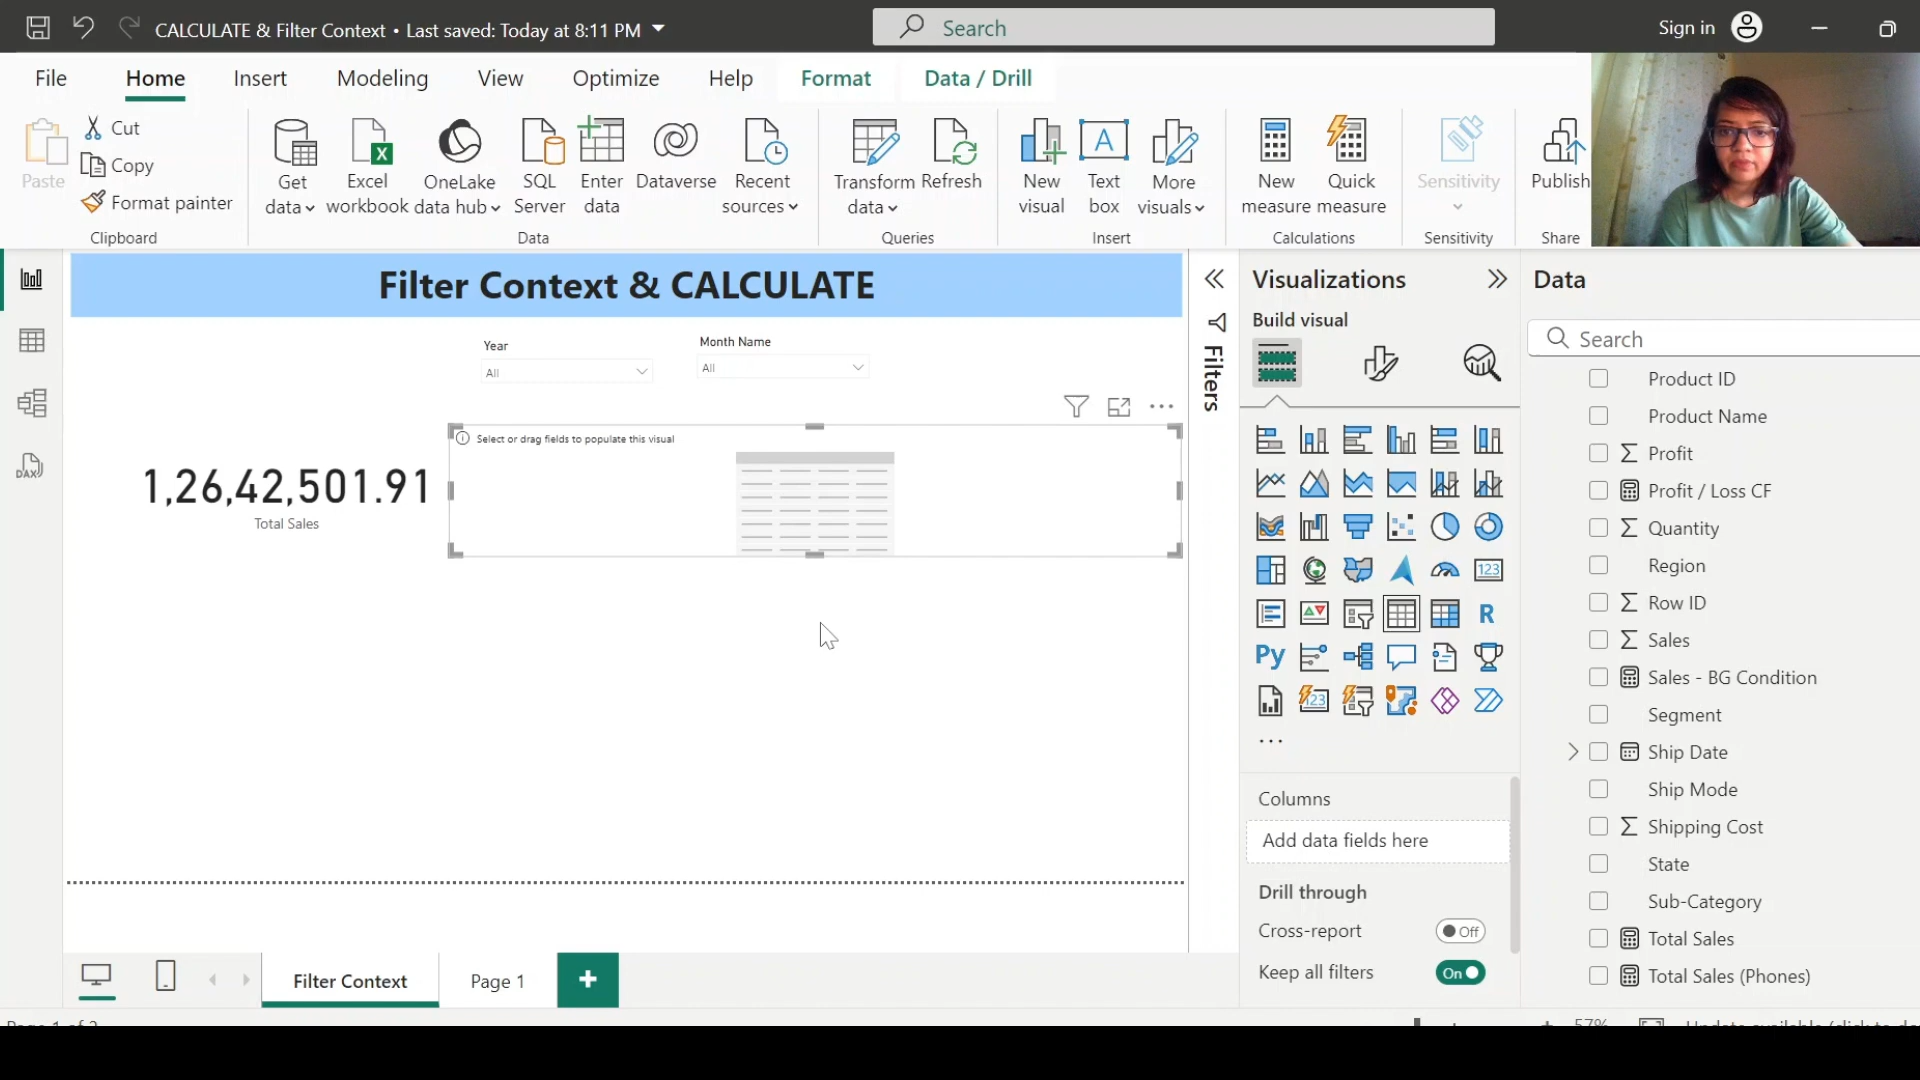 CALCULATE & Filter Context • Last saved: Today at 8:11 PM
Search
Sign in
File
Home
Insert
Modeling
View
Optimize
Help
Format
Data / Drill
Paste
Cut
Copy
Format painter
Clipboard
Get data
Excel workbook
OneLake data hub
SQL Server
Enter data
Dataverse
Recent sources
Data
Transform data
Refresh
Queries
New visual
Text box
More visuals
Insert
New measure
Quick measure
Calculations
Sensitivity
Sensitivity
Publish
Share
Filter Context & CALCULATE
Year
All
Month Name
All
Select or drag fields to populate this visual
1,26,42,501.91
Total Sales
Filters
Visualizations
Build visual
123
R
Py
123
Columns
Add data fields here
Drill through
Cross-report
Off
Keep all filters
On
Data
Search
Product ID
Product Name
Profit
Profit / Loss CF
Quantity
Region
Row ID
Sales
Sales - BG Condition
Segment
Ship Date
Ship Mode
Shipping Cost
State
Sub-Category
Total Sales
Total Sales (Phones)
DAX
Filter Context
Page 1
57%